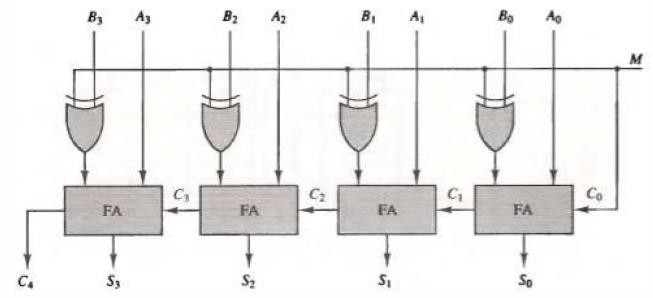 B₃ A₃ B₂ A₂ B₁ A₁ B₀ A₀
M
C₃ C₂ C₁ C₀
FA FA FA FA
C₄ S₃ S₂ S₁ S₀